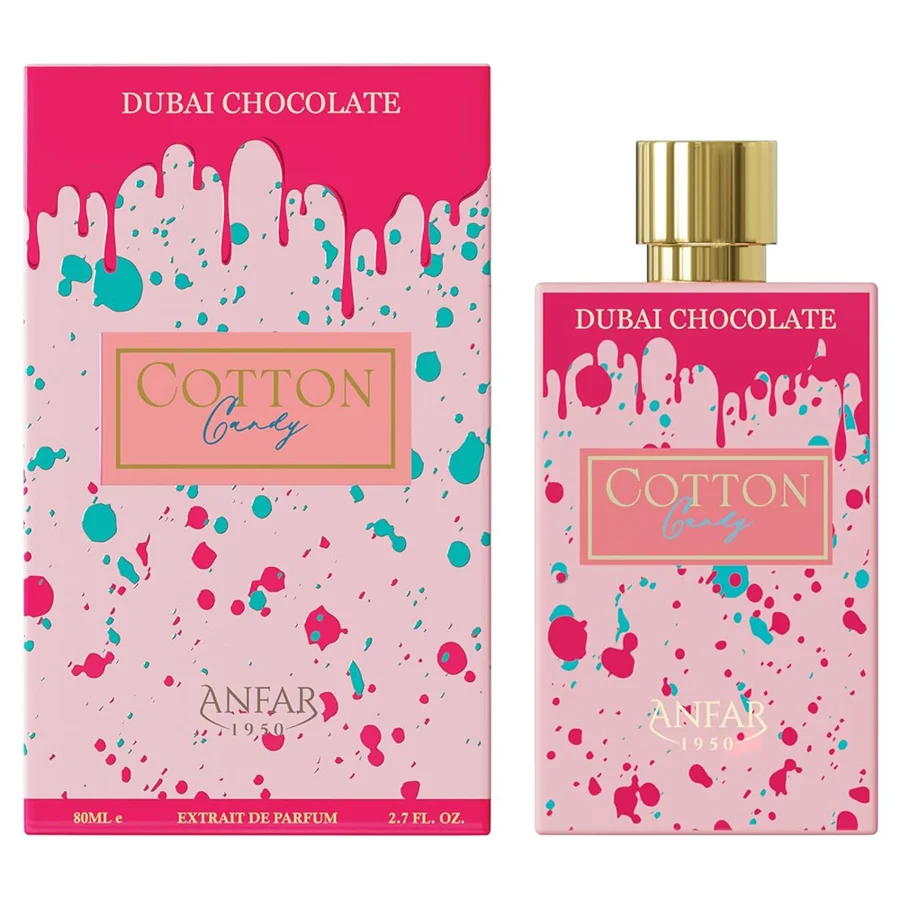 DUBAI CHOCOLATE
COTTON
Candy
ANFAR
1950
80ML e
EXTRAIT DE PARFUM
2.7 FL. OZ.
DUBAI CHOCOLATE
COTTON
Candy
ANFAR
1950